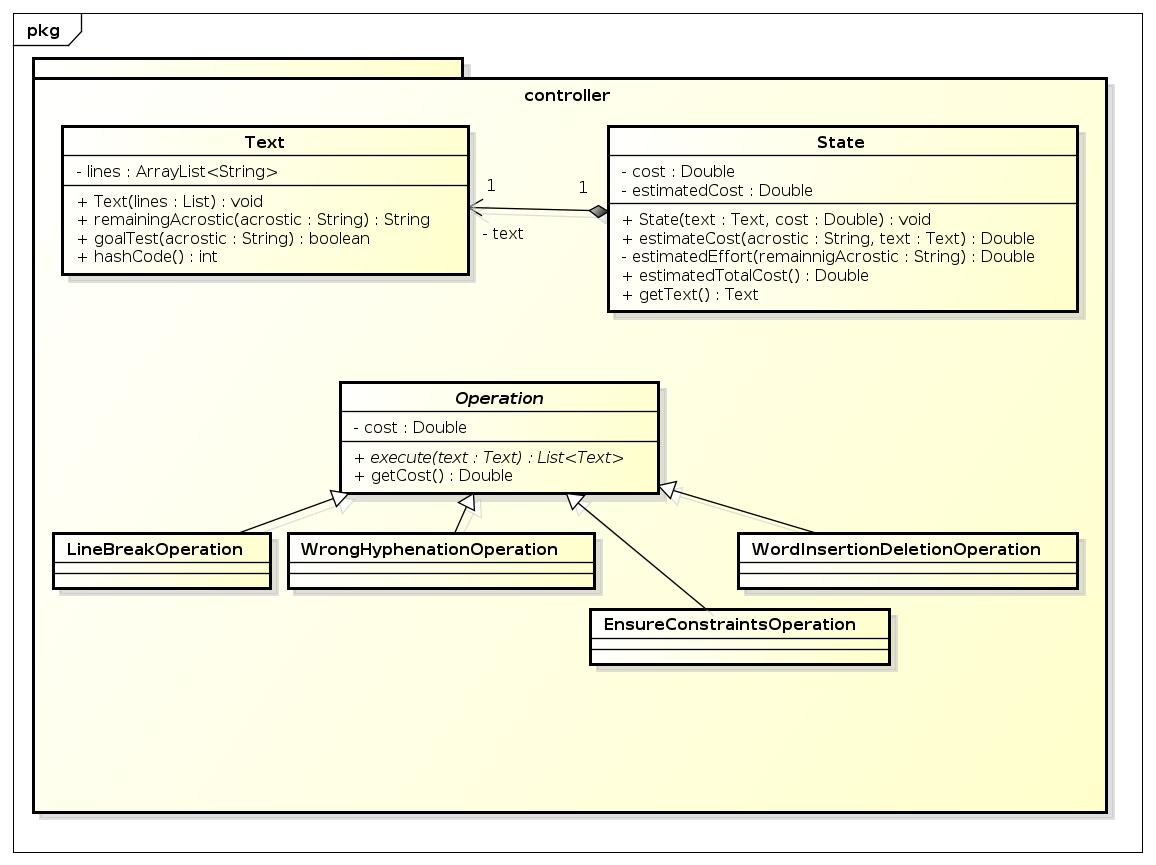 pkg
controller
Text
- lines : ArrayList<String>
+ Text(lines : List) : void
+ remainingAcrostic(acrostic : String) : String
+ goalTest(acrostic : String) : boolean
+ hashCode() : int
1
1
- text
State
- cost : Double
- estimatedCost : Double
+ State(text : Text, cost : Double) : void
+ estimateCost(acrostic : String, text : Text) : Double
- estimatedEffort(remainnigAcrostic : String) : Double
+ estimatedTotalCost() : Double
+ getText() : Text
Operation
- cost : Double
+ execute(text : Text) : List<Text>
+ getCost() : Double
LineBreakOperation
WrongHyphenationOperation
WordInsertionDeletionOperation
EnsureConstraintsOperation